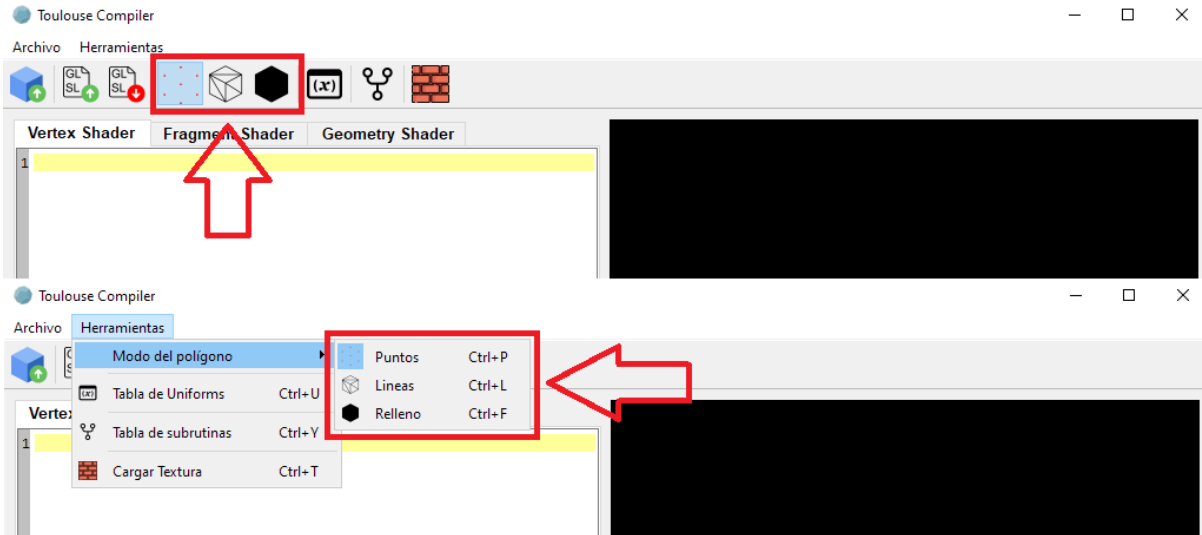 Toulouse Compiler
Archivo Herramientas
GL SL GL SL (x)
Vertex Shader Fragment Shader Geometry Shader
1
Toulouse Compiler
Archivo Herramientas
Modo del polígono Puntos Ctrl+P
Lineas Ctrl+L
(x) Tabla de Uniforms Ctrl+U
Relleno Ctrl+F
Tabla de subrutinas Ctrl+Y
1
Cargar Textura Ctrl+T